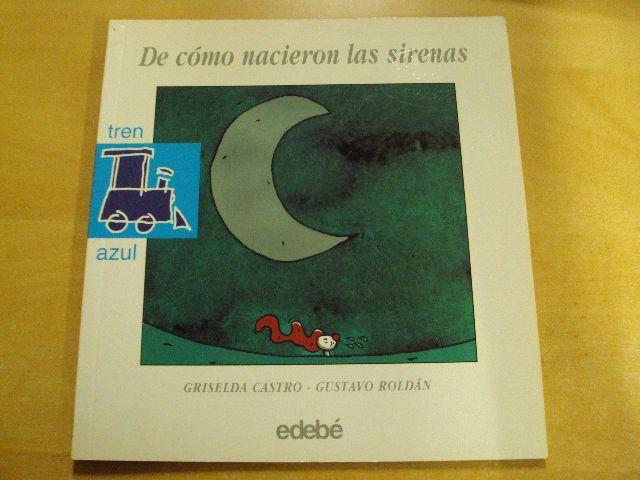 De cómo nacieron las sirenas
tren
azul
GRISELDA CASTRO - GUSTAVO ROLDÁN
edebé